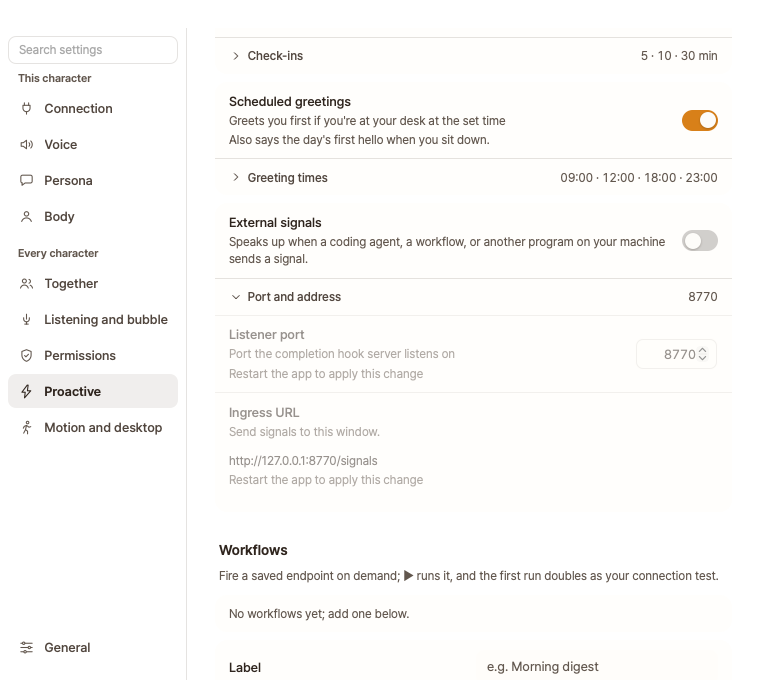 Search settings
This character
Connection
Voice
Persona
Body
Every character
Together
Listening and bubble
Permissions
Proactive
Motion and desktop
General
Check-ins
5 · 10 · 30 min
Scheduled greetings
Greets you first if you're at your desk at the set time
Also says the day's first hello when you sit down.
Greeting times
09:00 · 12:00 · 18:00 · 23:00
External signals
Speaks up when a coding agent, a workflow, or another program on your machine
sends a signal.
Port and address
8770
Listener port
Port the completion hook server listens on
Restart the app to apply this change
8770
Ingress URL
Send signals to this window.
http://127.0.0.1:8770/signals
Restart the app to apply this change
Workflows
Fire a saved endpoint on demand; ▶ runs it, and the first run doubles as your connection test.
No workflows yet; add one below.
Label
e.g. Morning digest